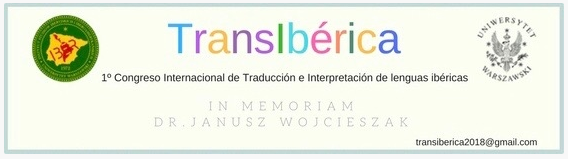 TransIbérica
1º Congreso Internacional de Traducción e Interpretación de lenguas ibéricas
IN MEMORIAM
DR.JANUSZ WOJCIESZAK
UNIWERSYTET
WARSZAWSKI
transiberica2018@gmail.com